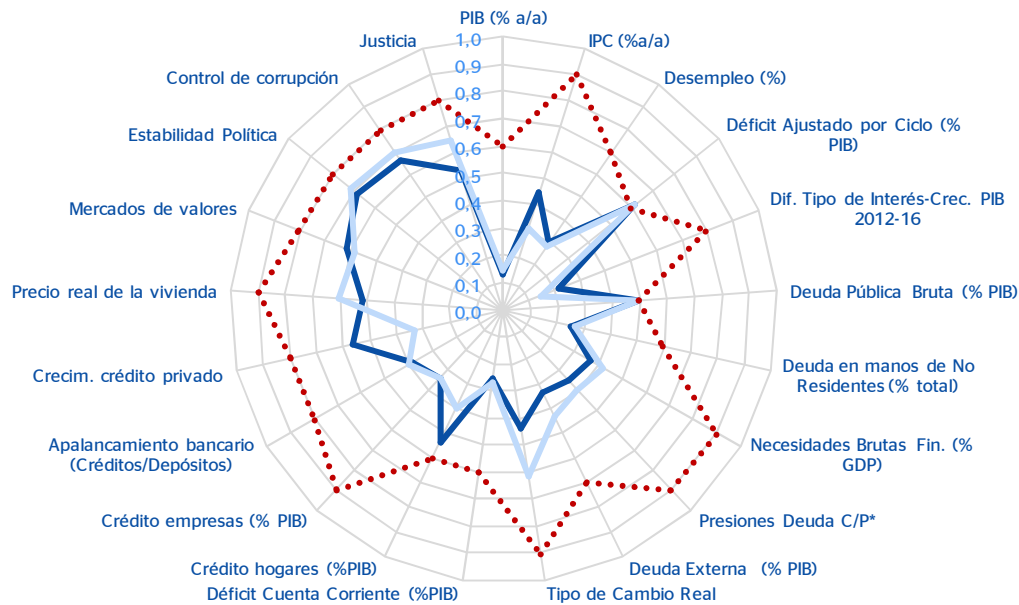 PIB (% a/a)
IPC (%a/a)
Desempleo (%)
Déficit Ajustado por Ciclo (%
PIB)
Dif. Tipo de Interés-Crec. PIB
2012-16
Deuda Pública Bruta (% PIB)
Deuda en manos de No
Residentes (% total)
Necesidades Brutas Fin. (%
GDP)
Presiones Deuda C/P*
Deuda Externa (% PIB)
Tipo de Cambio Real
Déficit Cuenta Corriente (%PIB)
Crédito hogares (%PIB)
Crédito empresas (% PIB)
Apalancamiento bancario
(Créditos/Depósitos)
Crecim. crédito privado
Precio real de la vivienda
Mercados de valores
Estabilidad Política
Control de corrupción
Justicia
1,0
0,9
0,8
0,7
0,6
0,5
0,4
0,3
0,2
0,1
0,0